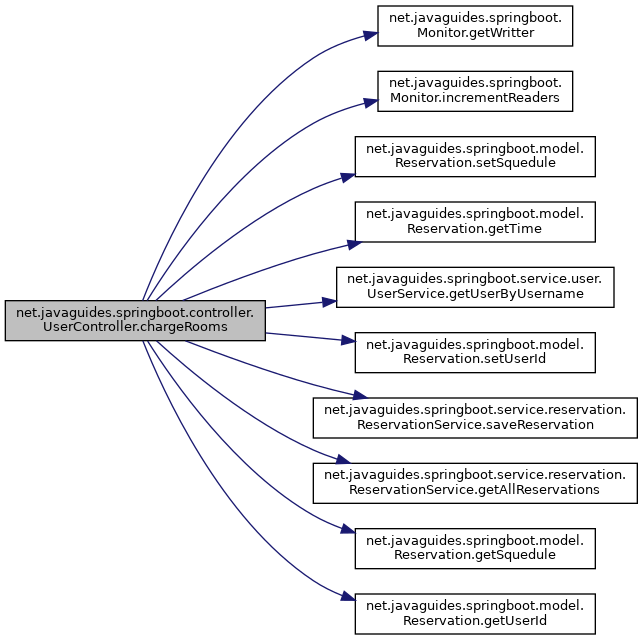 net.javaguides.springboot.
Monitor.getWritter
net.javaguides.springboot.
Monitor.incrementReaders
net.javaguides.springboot.model.
Reservation.setSquedule
net.javaguides.springboot.model.
Reservation.getTime
net.javaguides.springboot.service.user.
UserService.getUserByUsername
net.javaguides.springboot.controller.
UserController.chargeRooms
net.javaguides.springboot.model.
Reservation.setUserId
net.javaguides.springboot.service.reservation.
ReservationService.saveReservation
net.javaguides.springboot.service.reservation.
ReservationService.getAllReservations
net.javaguides.springboot.model.
Reservation.getSquedule
net.javaguides.springboot.model.
Reservation.getUserId